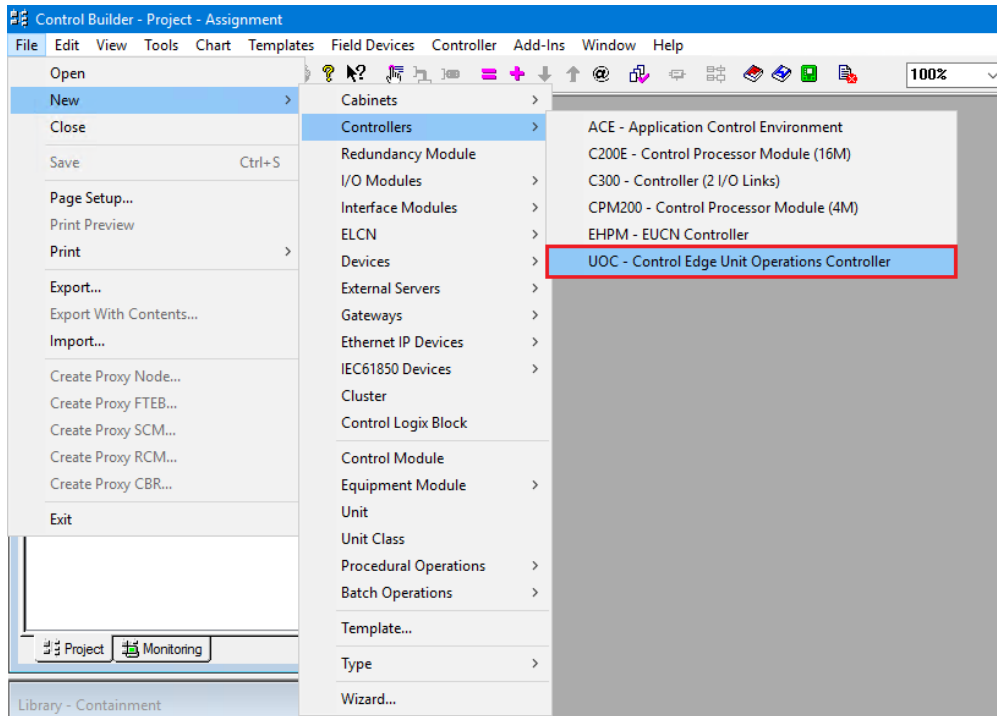 Control Builder - Project - Assignment
File Edit View Tools Chart Templates Field Devices Controller Add-Ins Window Help
100%
Open
New
Close
Save Ctrl+S
Page Setup...
Print Preview
Print
Export...
Export With Contents...
Import...
Create Proxy Node...
Create Proxy FTEB...
Create Proxy SCM...
Create Proxy RCM...
Create Proxy CBR...
Exit
Cabinets
Controllers
Redundancy Module
I/O Modules
Interface Modules
ELCN
Devices
External Servers
Gateways
Ethernet IP Devices
IEC61850 Devices
Cluster
Control Logix Block
Control Module
Equipment Module
Unit
Unit Class
Procedural Operations
Batch Operations
Template...
Type
Wizard...
ACE - Application Control Environment
C200E - Control Processor Module (16M)
C300 - Controller (2 I/O Links)
CPM200 - Control Processor Module (4M)
EHPM - EUCN Controller
UOC - Control Edge Unit Operations Controller
Project Monitoring
Library - Containment